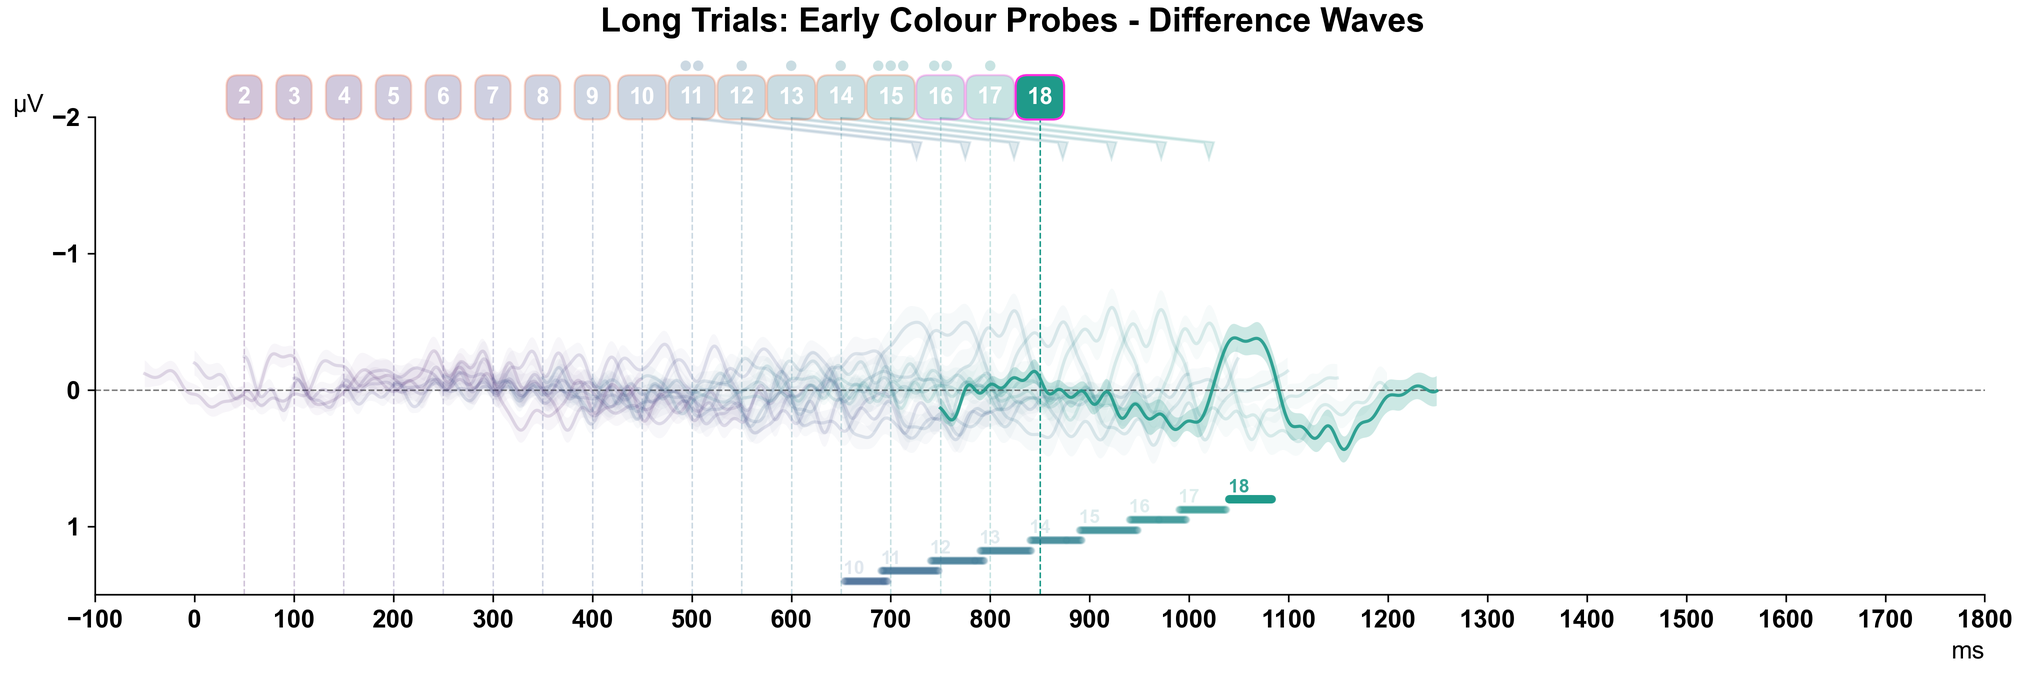 Long Trials: Early Colour Probes - Difference Waves
2 3 4 5 6 7 8 9 10 11 12 13 14 15 16 17 18
µV
−2
−1
0
1
18
17
16
15
14
13
12
11
10
−100 0 100 200 300 400 500 600 700 800 900 1000 1100 1200 1300 1400 1500 1600 1700 1800
ms